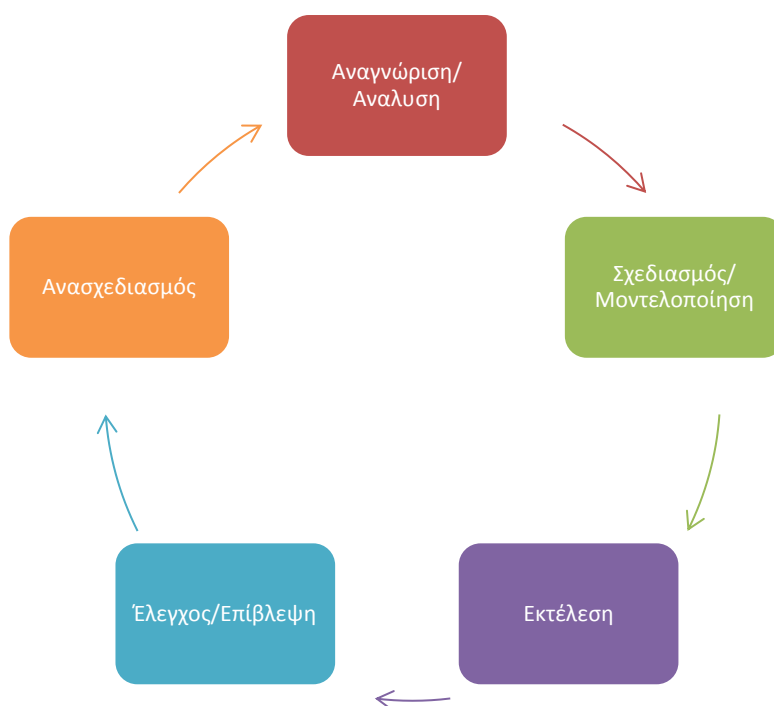 Αναγνώριση/
Αναλυση
Σχεδιασμός/
Μοντελοποίηση
Εκτέλεση
Έλεγχος/Επίβλεψη
Ανασχεδιασμός